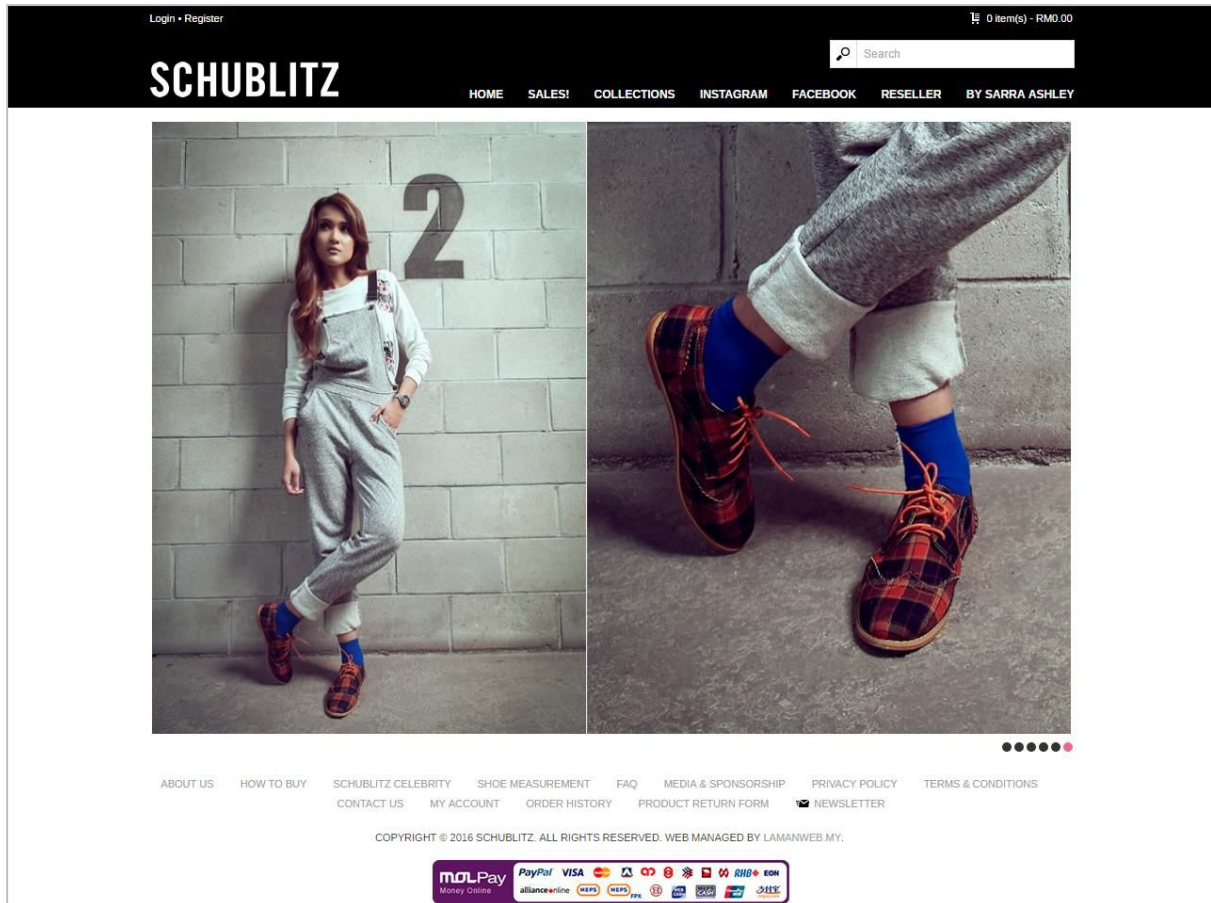 Login • Register
0 item(s) - RM0.00
Search
SCHUBLITZ
HOME SALES! COLLECTIONS INSTAGRAM FACEBOOK RESELLER BY SARRA ASHLEY
2
ABOUT US HOW TO BUY SCHUBLITZ CELEBRITY SHOE MEASUREMENT FAQ MEDIA & SPONSORSHIP PRIVACY POLICY TERMS & CONDITIONS
CONTACT US MY ACCOUNT ORDER HISTORY PRODUCT RETURN FORM NEWSLETTER
COPYRIGHT © 2016 SCHUBLITZ. ALL RIGHTS RESERVED. WEB MANAGED BY LAMANWEB.MY.
MOLPay PayPal VISA RHB EON
Money Online allianceonline MEPS MEPS FPX